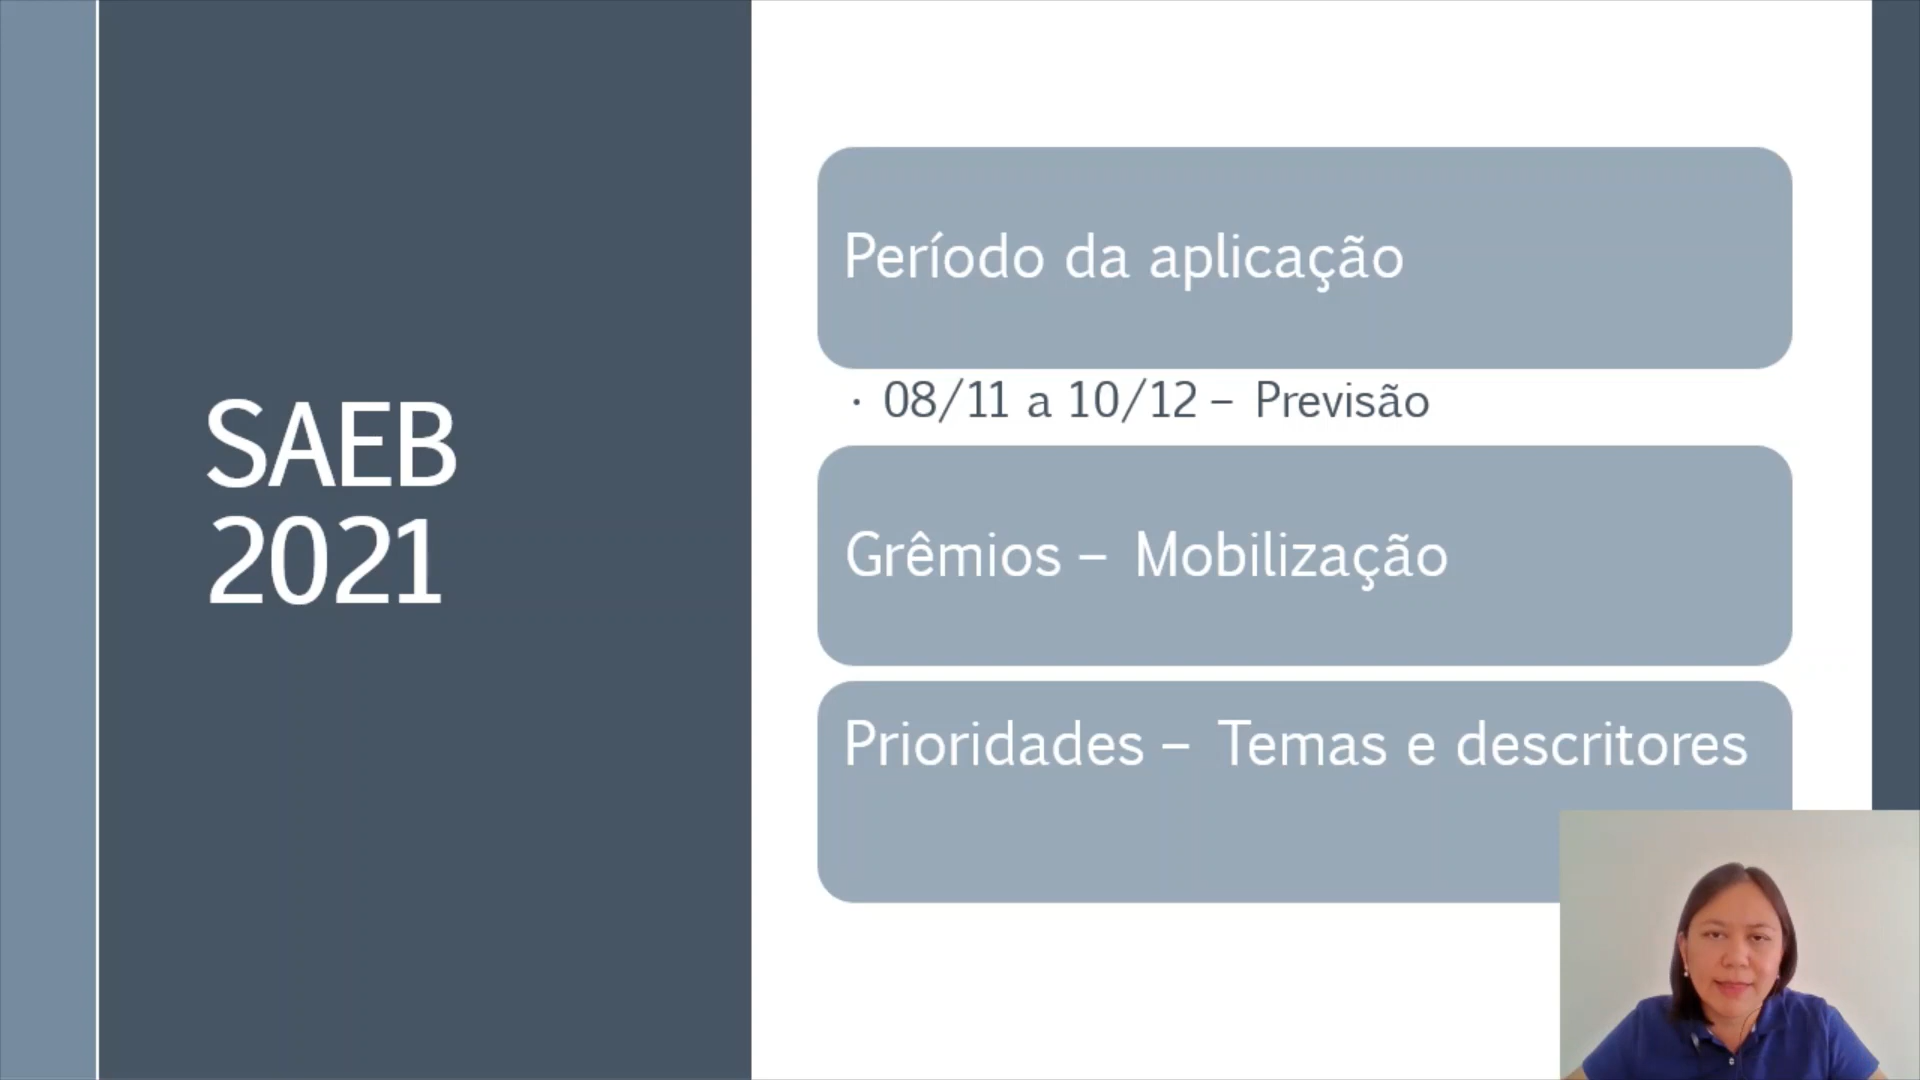 SAEB
2021
Período da aplicação
· 08/11 a 10/12 – Previsão
Grêmios – Mobilização
Prioridades – Temas e descritores